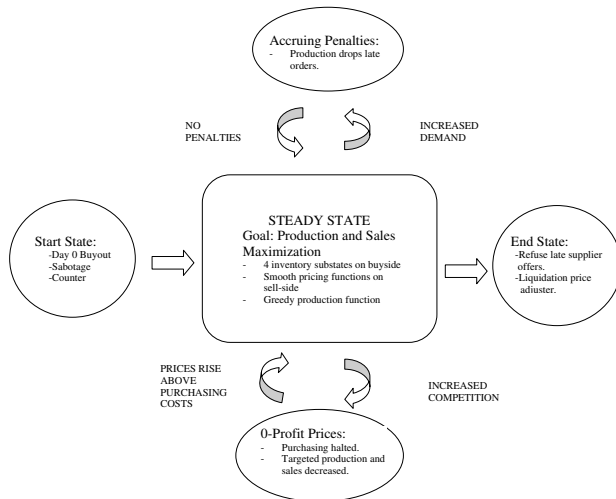 Accruing Penalties:
- Production drops late
orders.
NO
PENALTIES
INCREASED
DEMAND
STEADY STATE
Goal: Production and Sales
Maximization
- 4 inventory substates on buyside
- Smooth pricing functions on
sell-side
- Greedy production function
Start State:
-Day 0 Buyout
-Sabotage
-Counter
End State:
-Refuse late supplier
offers.
-Liquidation price
adjuster.
PRICES RISE
ABOVE
PURCHASING
COSTS
INCREASED
COMPETITION
0-Profit Prices:
- Purchasing halted.
- Targeted production and
sales decreased.